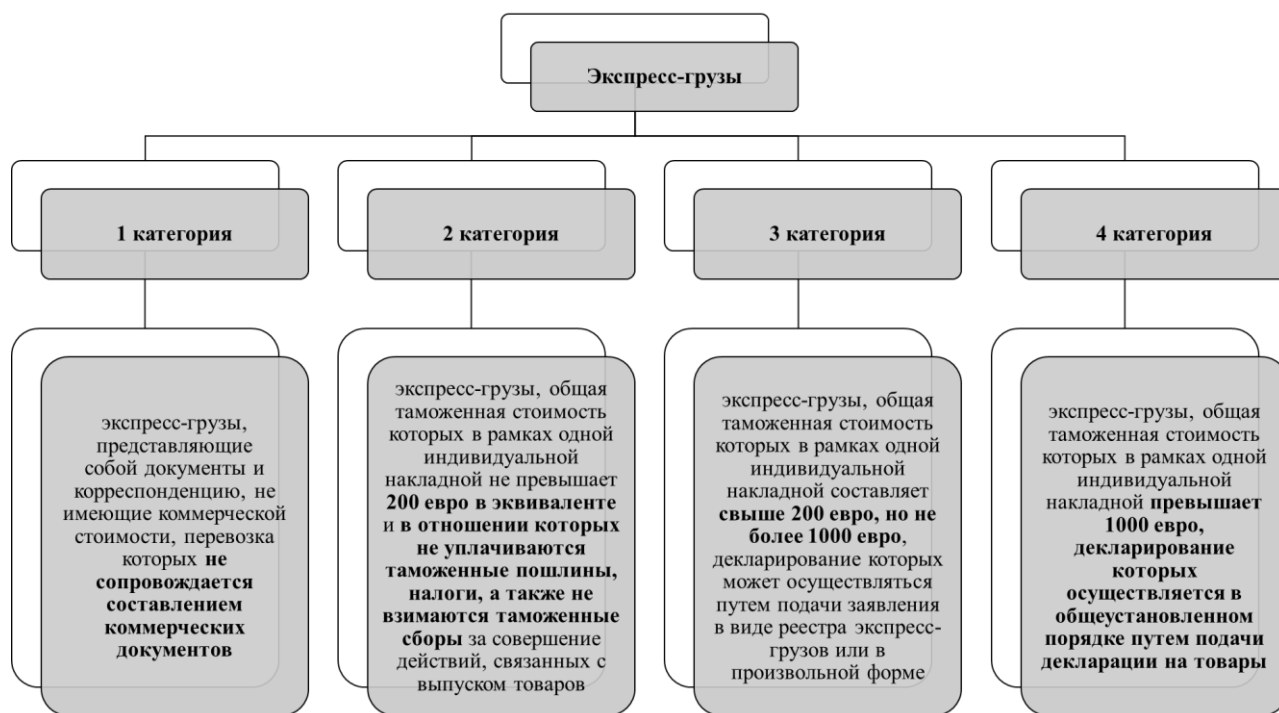 Экспресс-грузы
1 категория
2 категория
3 категория
4 категория
экспресс-грузы,
представляющие
собой документы и
корреспонденцию, не
имеющие коммерческой
стоимости, перевозка
которых не
сопровождается
составлением
коммерческих
документов
экспресс-грузы, общая
таможенная стоимость
которых в рамках одной
индивидуальной
накладной не превышает
200 евро в эквиваленте
и в отношении которых
не уплачиваются
таможенные пошлины,
налоги, а также не
взимаются таможенные
сборы за совершение
действий, связанных с
выпуском товаров
экспресс-грузы, общая
таможенная стоимость
которых в рамках одной
индивидуальной
накладной составляет
свыше 200 евро, но не
более 1000 евро,
декларирование которых
может осуществляться
путем подачи заявления
в виде реестра экспресс-
грузов или в
произвольной форме
экспресс-грузы, общая
таможенная стоимость
которых в рамках одной
индивидуальной
накладной превышает
1000 евро,
декларирование
которых
осуществляется в
общеустановленном
порядке путем подачи
декларации на товары